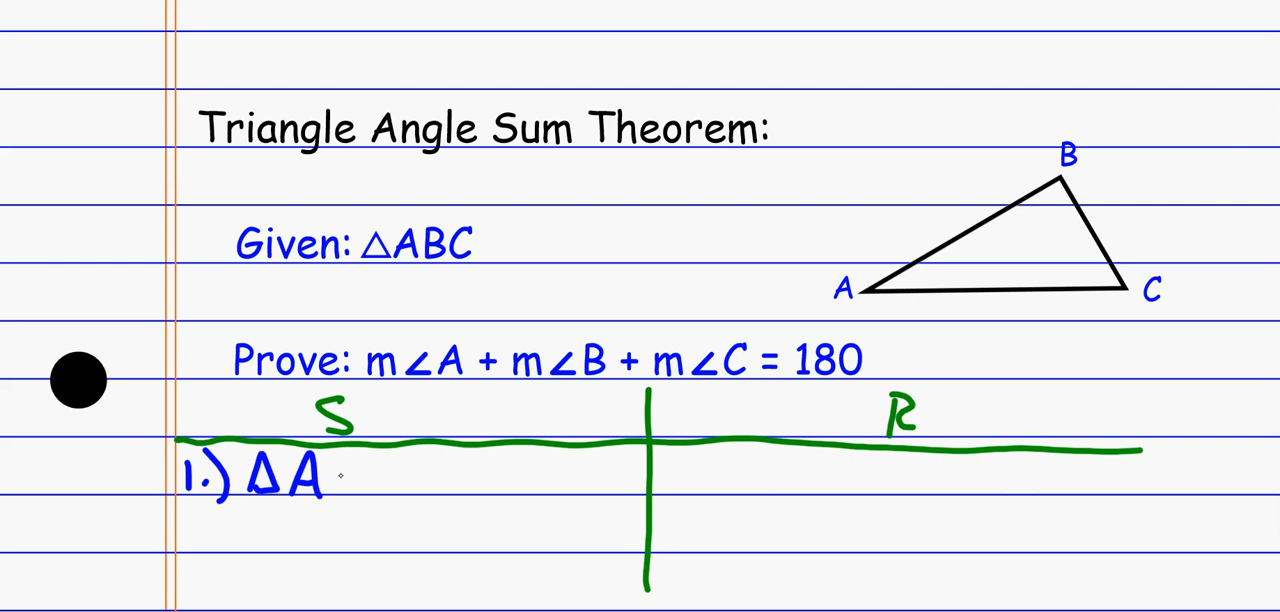 Triangle Angle Sum Theorem:
B
Given: △ABC
A
C
Prove: m∠A + m∠B + m∠C = 180
S R
1.) ΔA